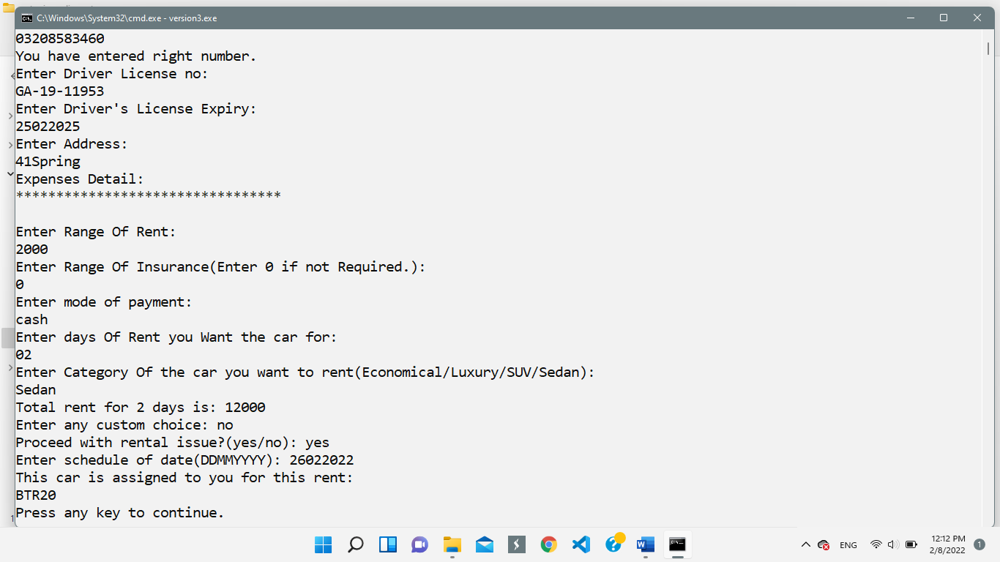 C:\Windows\System32\cmd.exe - version3.exe
03208583460
You have entered right number.
Enter Driver License no:
GA-19-11953
Enter Driver's License Expiry:
25022025
Enter Address:
41Spring
Expenses Detail:
*********************************
Enter Range Of Rent:
2000
Enter Range Of Insurance(Enter 0 if not Required.):
0
Enter mode of payment:
cash
Enter days Of Rent you Want the car for:
02
Enter Category Of the car you want to rent(Economical/Luxury/SUV/Sedan):
Sedan
Total rent for 2 days is: 12000
Enter any custom choice: no
Proceed with rental issue?(yes/no): yes
Enter schedule of date(DDMMYYYY): 26022022
This car is assigned to you for this rent:
BTR20
Press any key to continue.
ENG
12:12 PM
2/8/2022
1